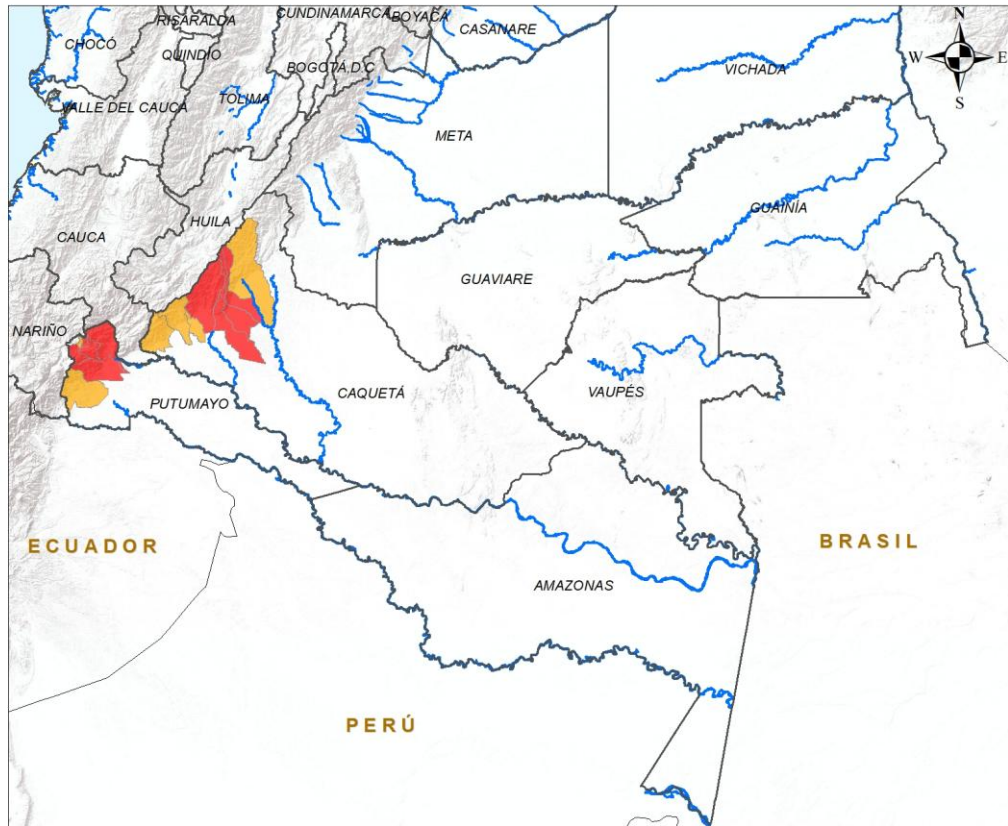 CUNDINAMARCA
BOYACÁ
RISARALDA
CASANARE
N
CHOCÓ
QUINDIO
BOGOTÁ D.C
W
E
VICHADA
TOLIMA
VALLE DEL CAUCA
S
META
HUILA
GUAINÍA
CAUCA
GUAVIARE
NARIÑO
CAQUETÁ
VAUPÉS
PUTUMAYO
ECUADOR
BRASIL
AMAZONAS
PERÚ